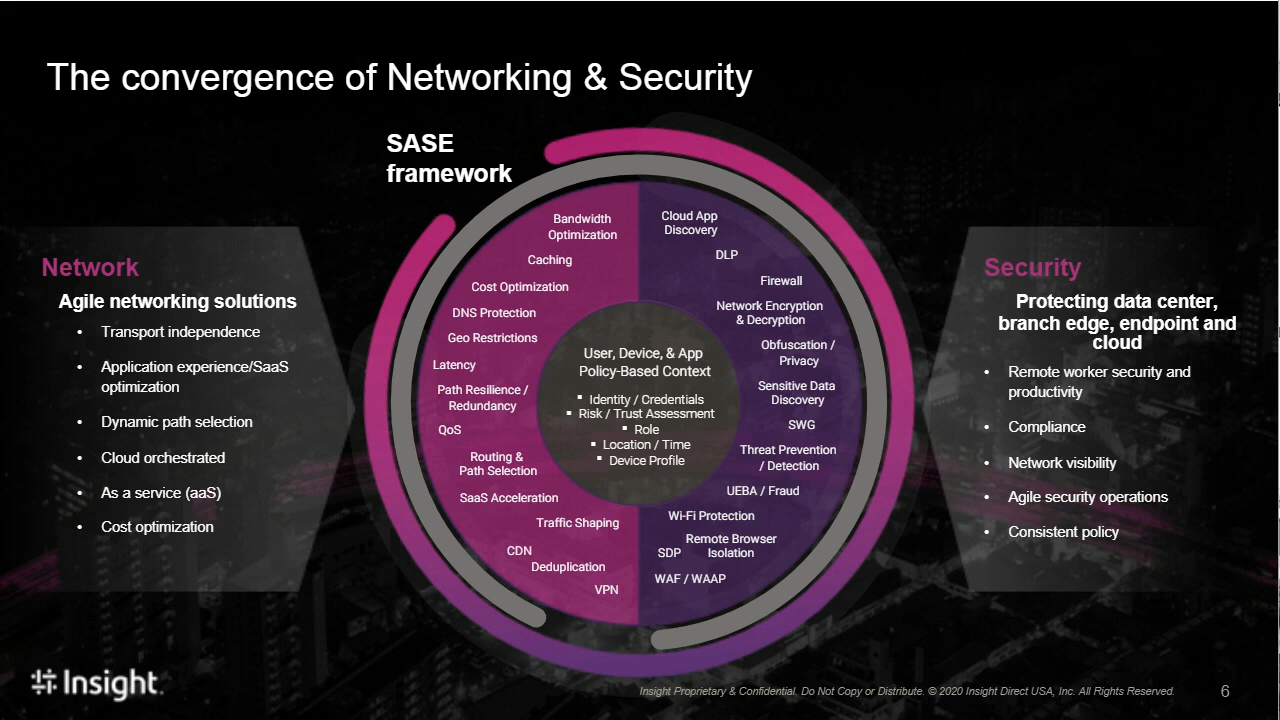 The convergence of Networking & Security
SASE
framework
Network
Agile networking solutions
• Transport independence
• Application experience/SaaS
optimization
• Dynamic path selection
• Cloud orchestrated
• As a service (aaS)
• Cost optimization
Bandwidth
Optimization
Caching
Cost Optimization
DNS Protection
Geo Restrictions
Latency
Path Resilience /
Redundancy
QoS
Routing &
Path Selection
SaaS Acceleration
Traffic Shaping
CDN
Deduplication
VPN
User, Device, & App
Policy-Based Context
▪ Identity / Credentials
▪ Risk / Trust Assessment
▪ Role
▪ Location / Time
▪ Device Profile
Cloud App
Discovery
DLP
Firewall
Network Encryption
& Decryption
Obfuscation /
Privacy
Sensitive Data
Discovery
SWG
Threat Prevention
/ Detection
UEBA / Fraud
Wi-Fi Protection
Remote Browser
Isolation
SDP
WAF / WAAP
Security
Protecting data center,
branch edge, endpoint and
cloud
• Remote worker security and
productivity
• Compliance
• Network visibility
• Agile security operations
• Consistent policy
Insight.
Insight Proprietary & Confidential. Do Not Copy or Distribute. © 2020 Insight Direct USA, Inc. All Rights Reserved.
6